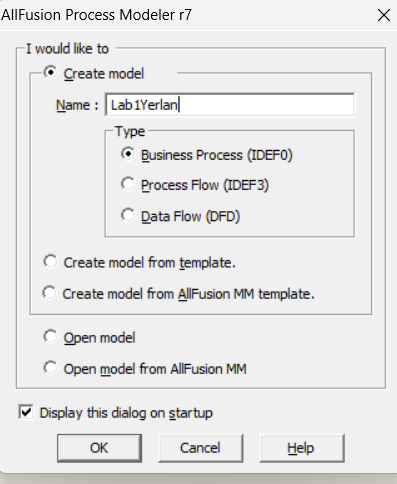 AllFusion Process Modeler r7
I would like to
Create model
Name : Lab1Yerlan
Type
Business Process (IDEF0)
Process Flow (IDEF3)
Data Flow (DFD)
Create model from template.
Create model from AllFusion MM template.
Open model
Open model from AllFusion MM
Display this dialog on startup
OK Cancel Help